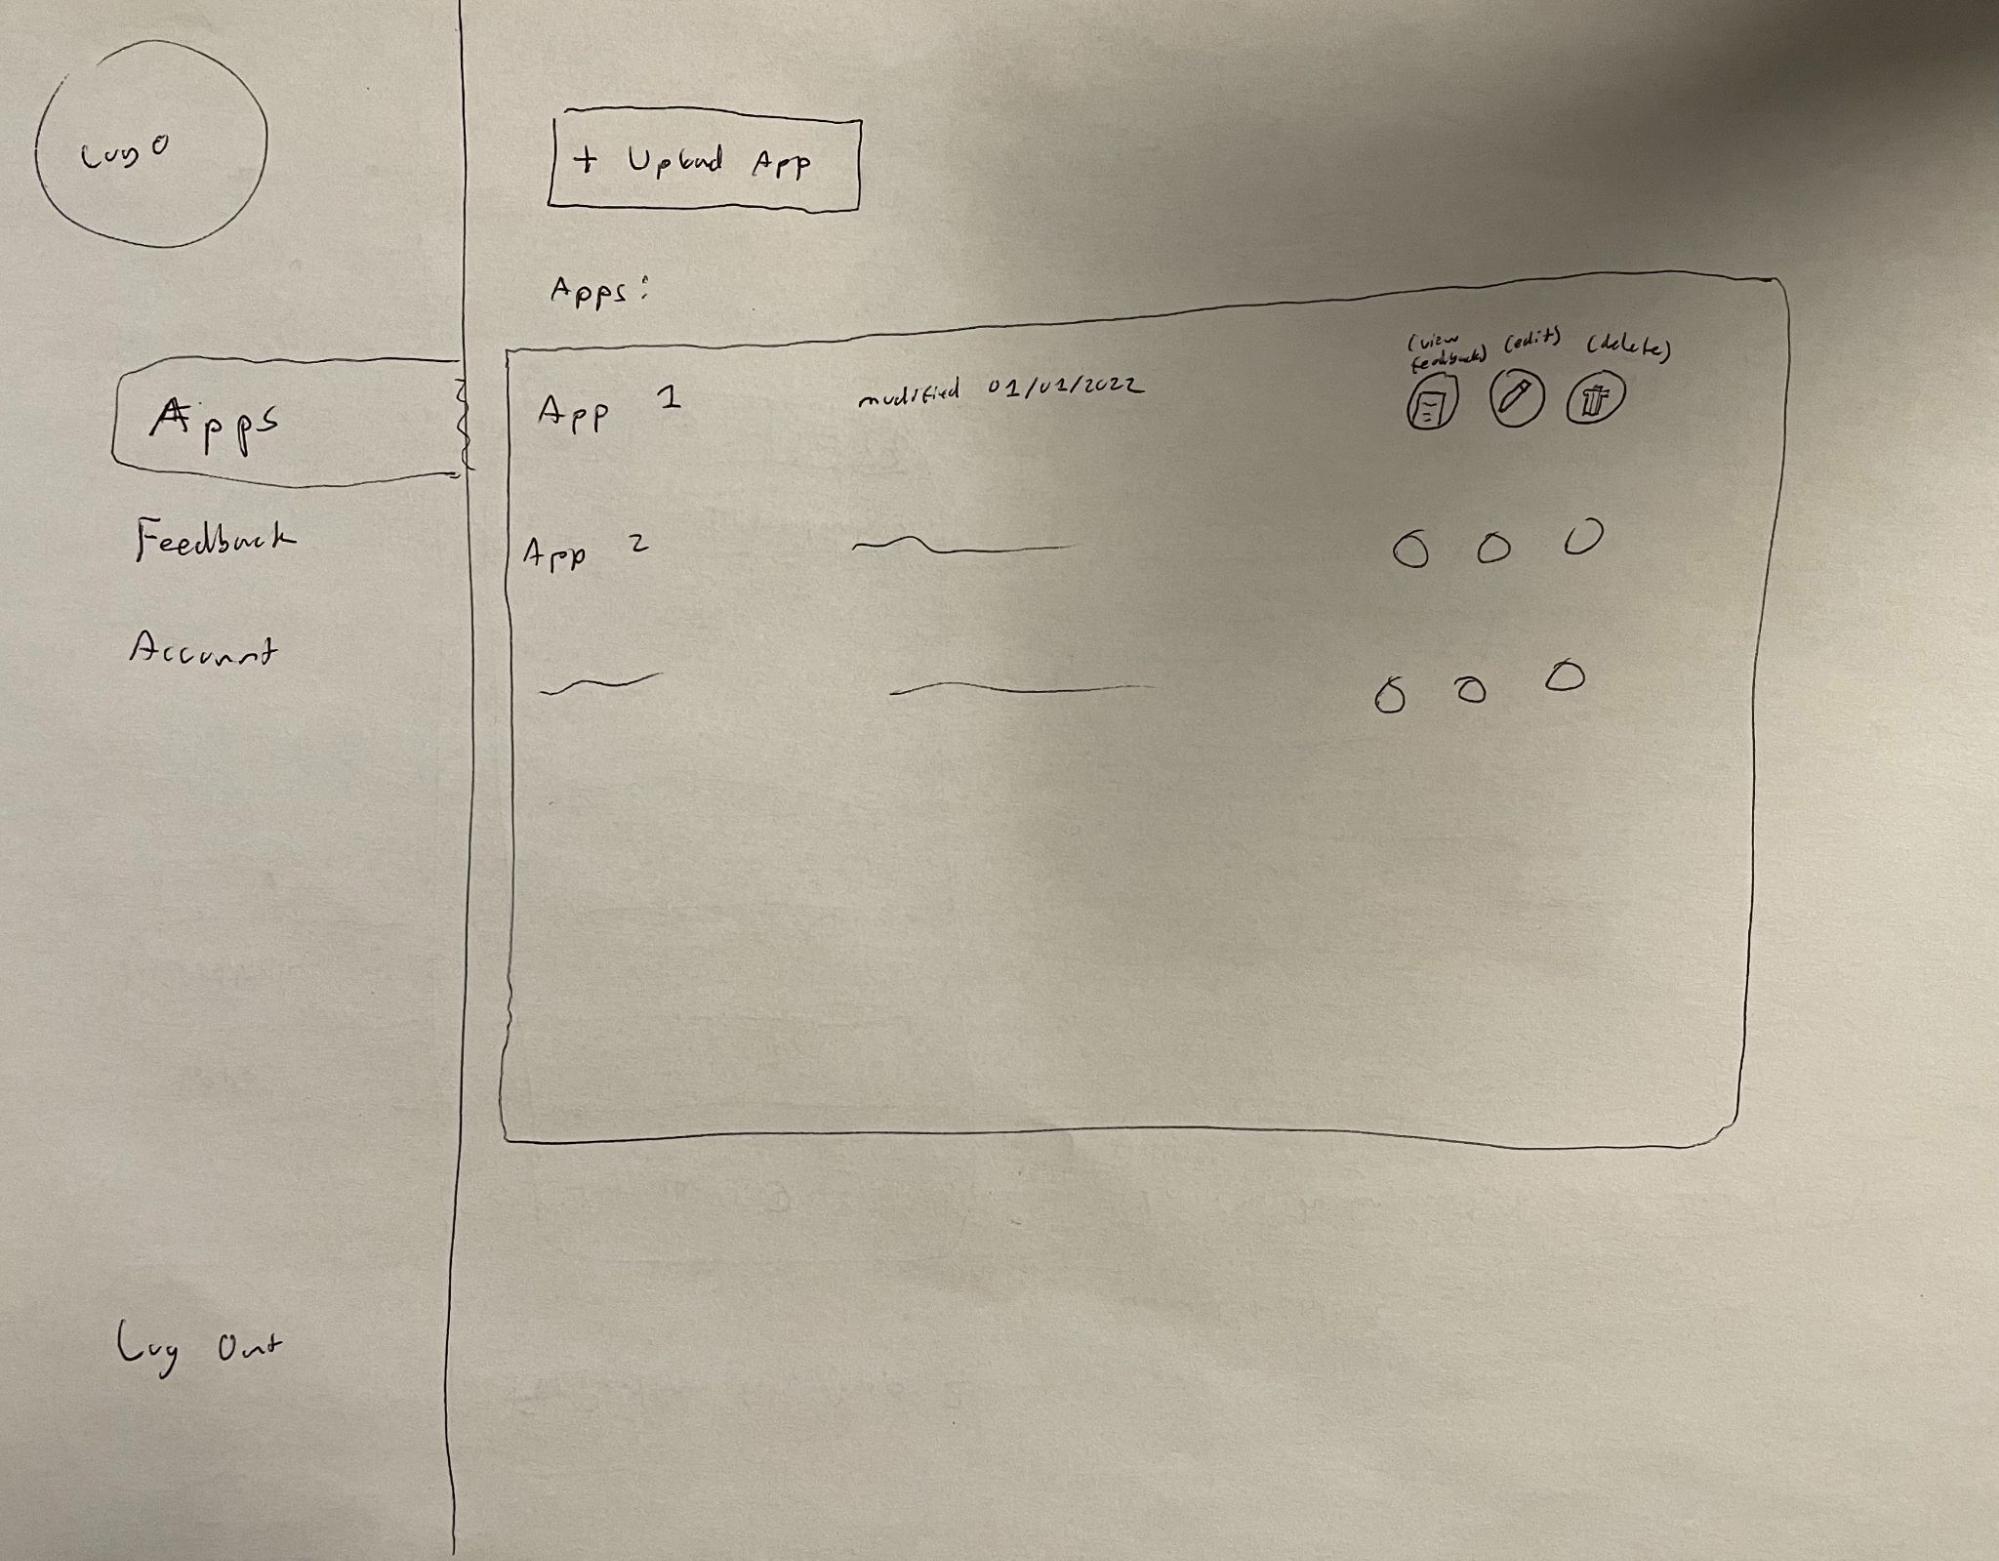 Logo
+ Upload App
Apps:
Apps
Feedback
Account
Log Out
App 1
modified 01/01/2022
(view
feedback)
(edit)
(delete)
App 2